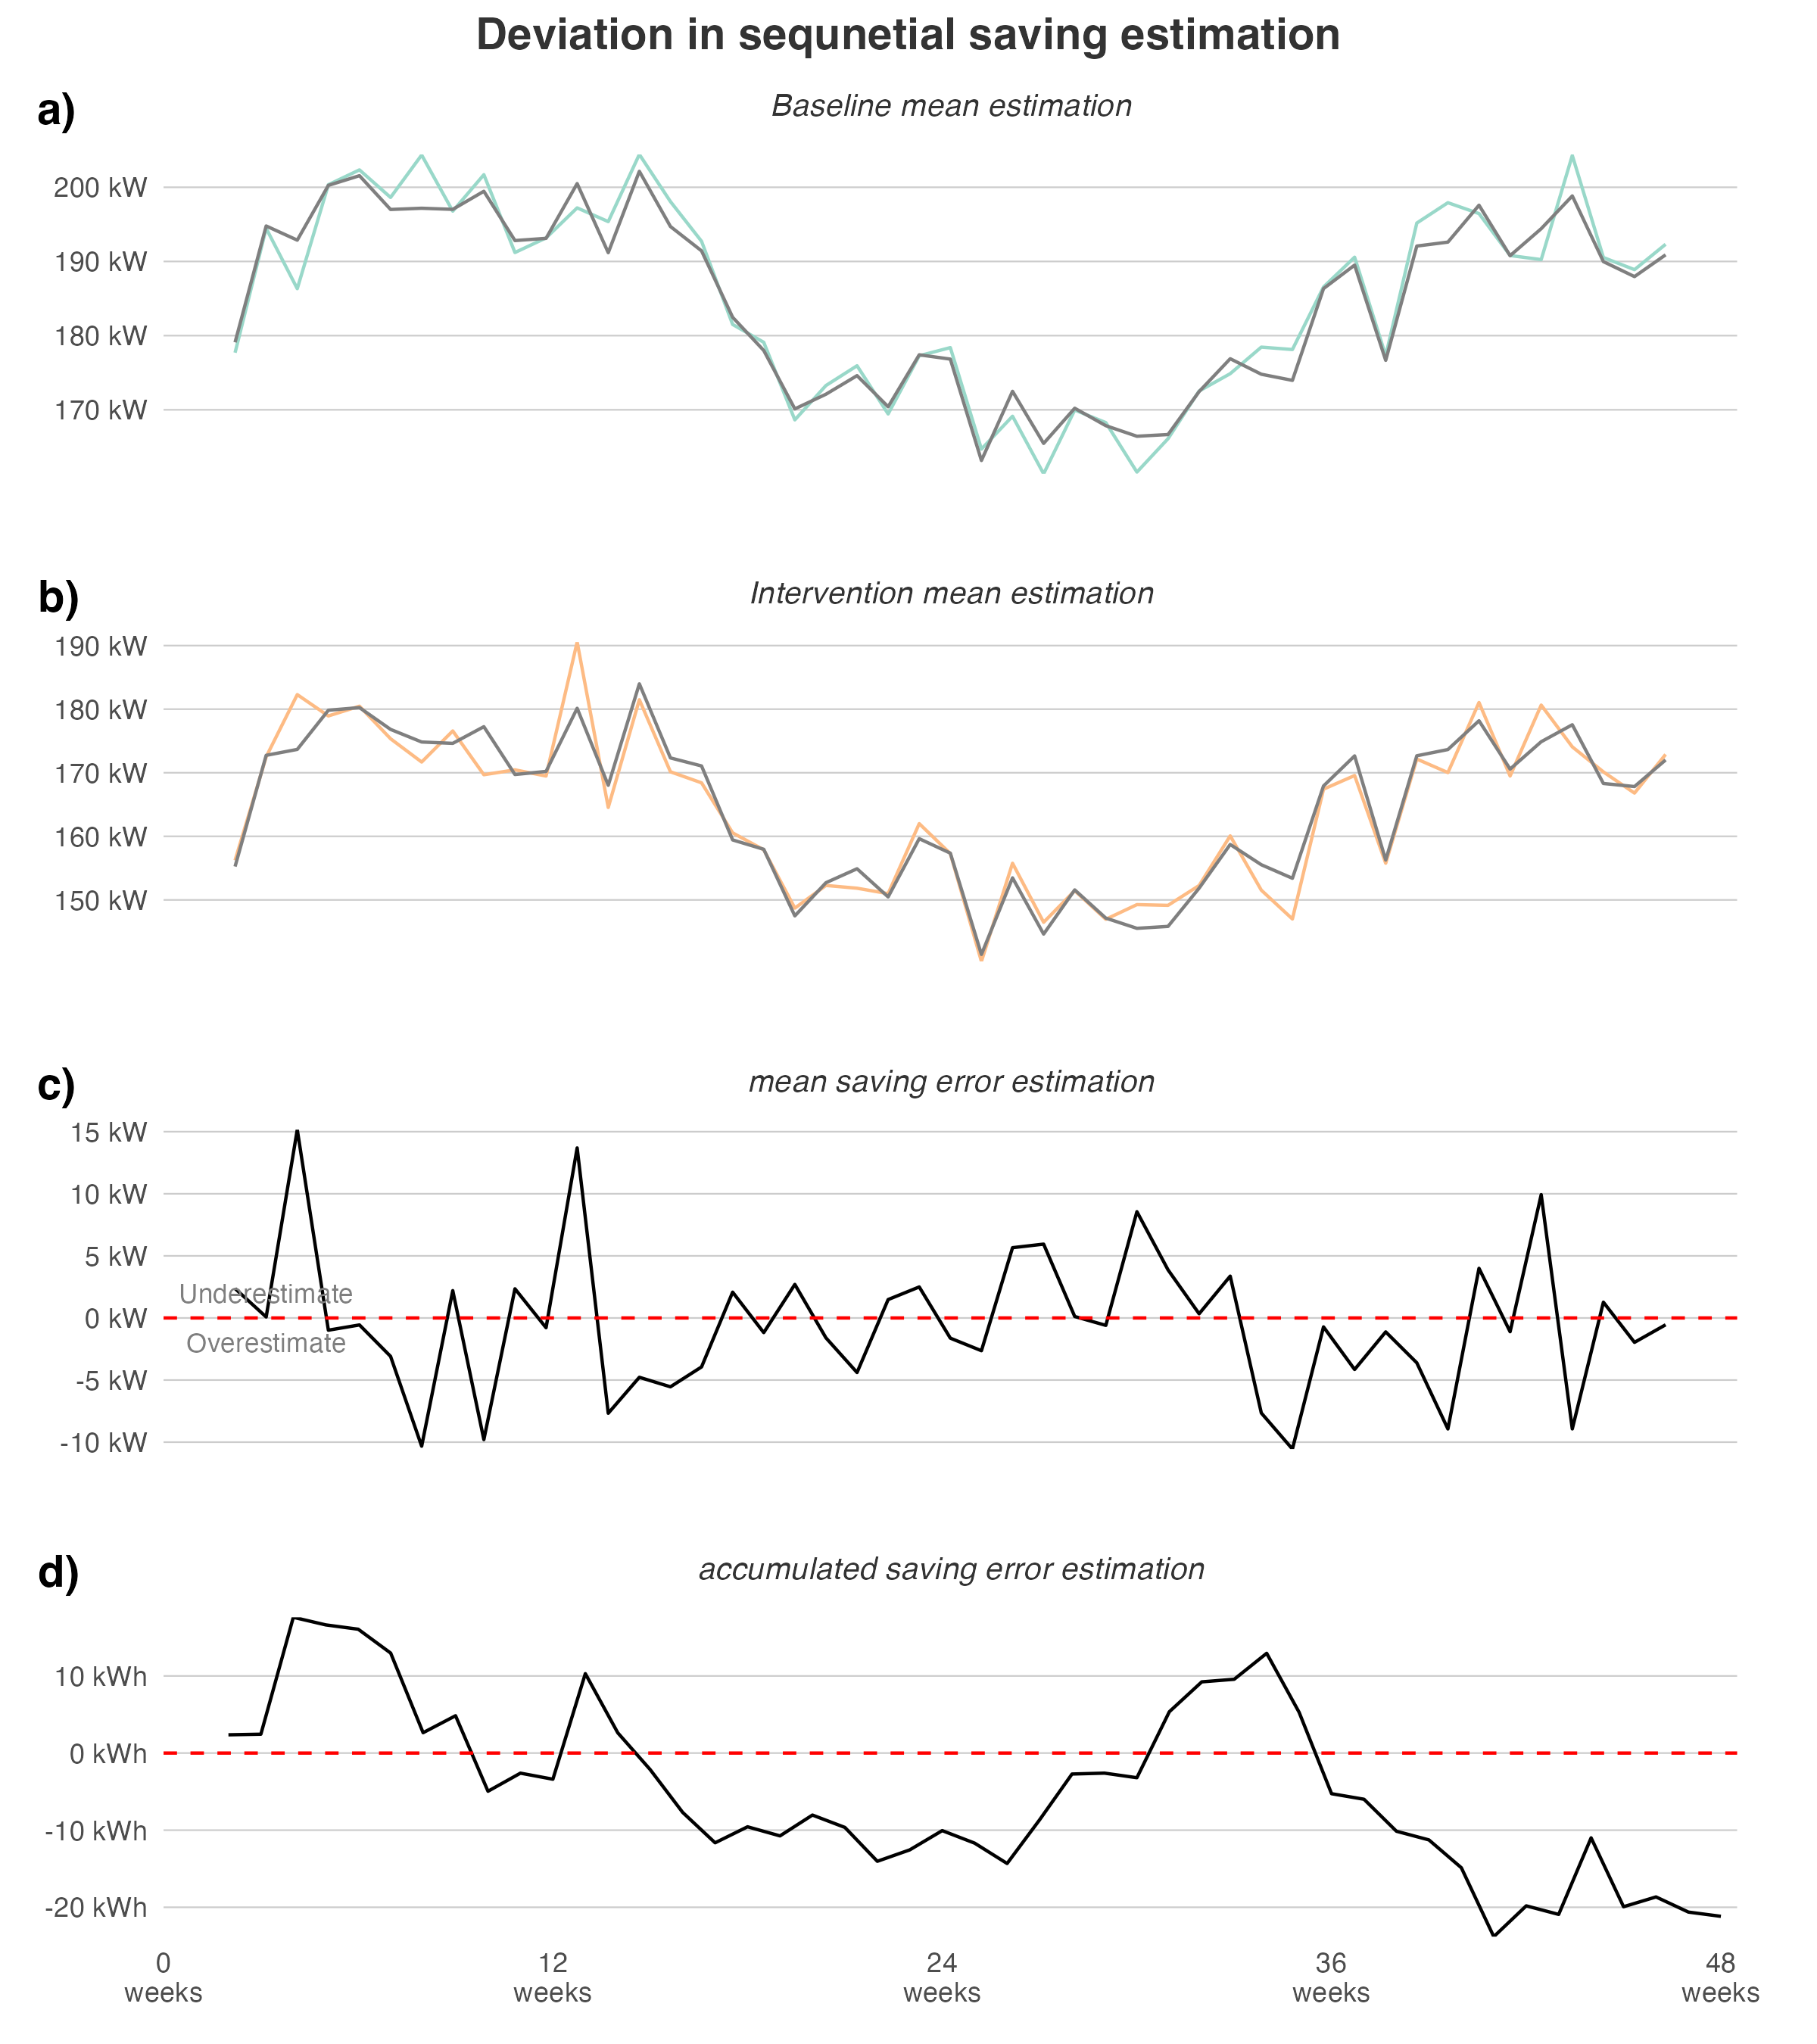 Deviation in sequnetial saving estimation
a)
Baseline mean estimation
200 kW
190 kW
180 kW
170 kW
b)
Intervention mean estimation
190 kW
180 kW
170 kW
160 kW
150 kW
c)
mean saving error estimation
15 kW
10 kW
5 kW
Underestimate
0 kW
Overestimate
-5 kW
-10 kW
d)
accumulated saving error estimation
10 kWh
0 kWh
-10 kWh
-20 kWh
0 12 24 36 48
weeks weeks weeks weeks weeks